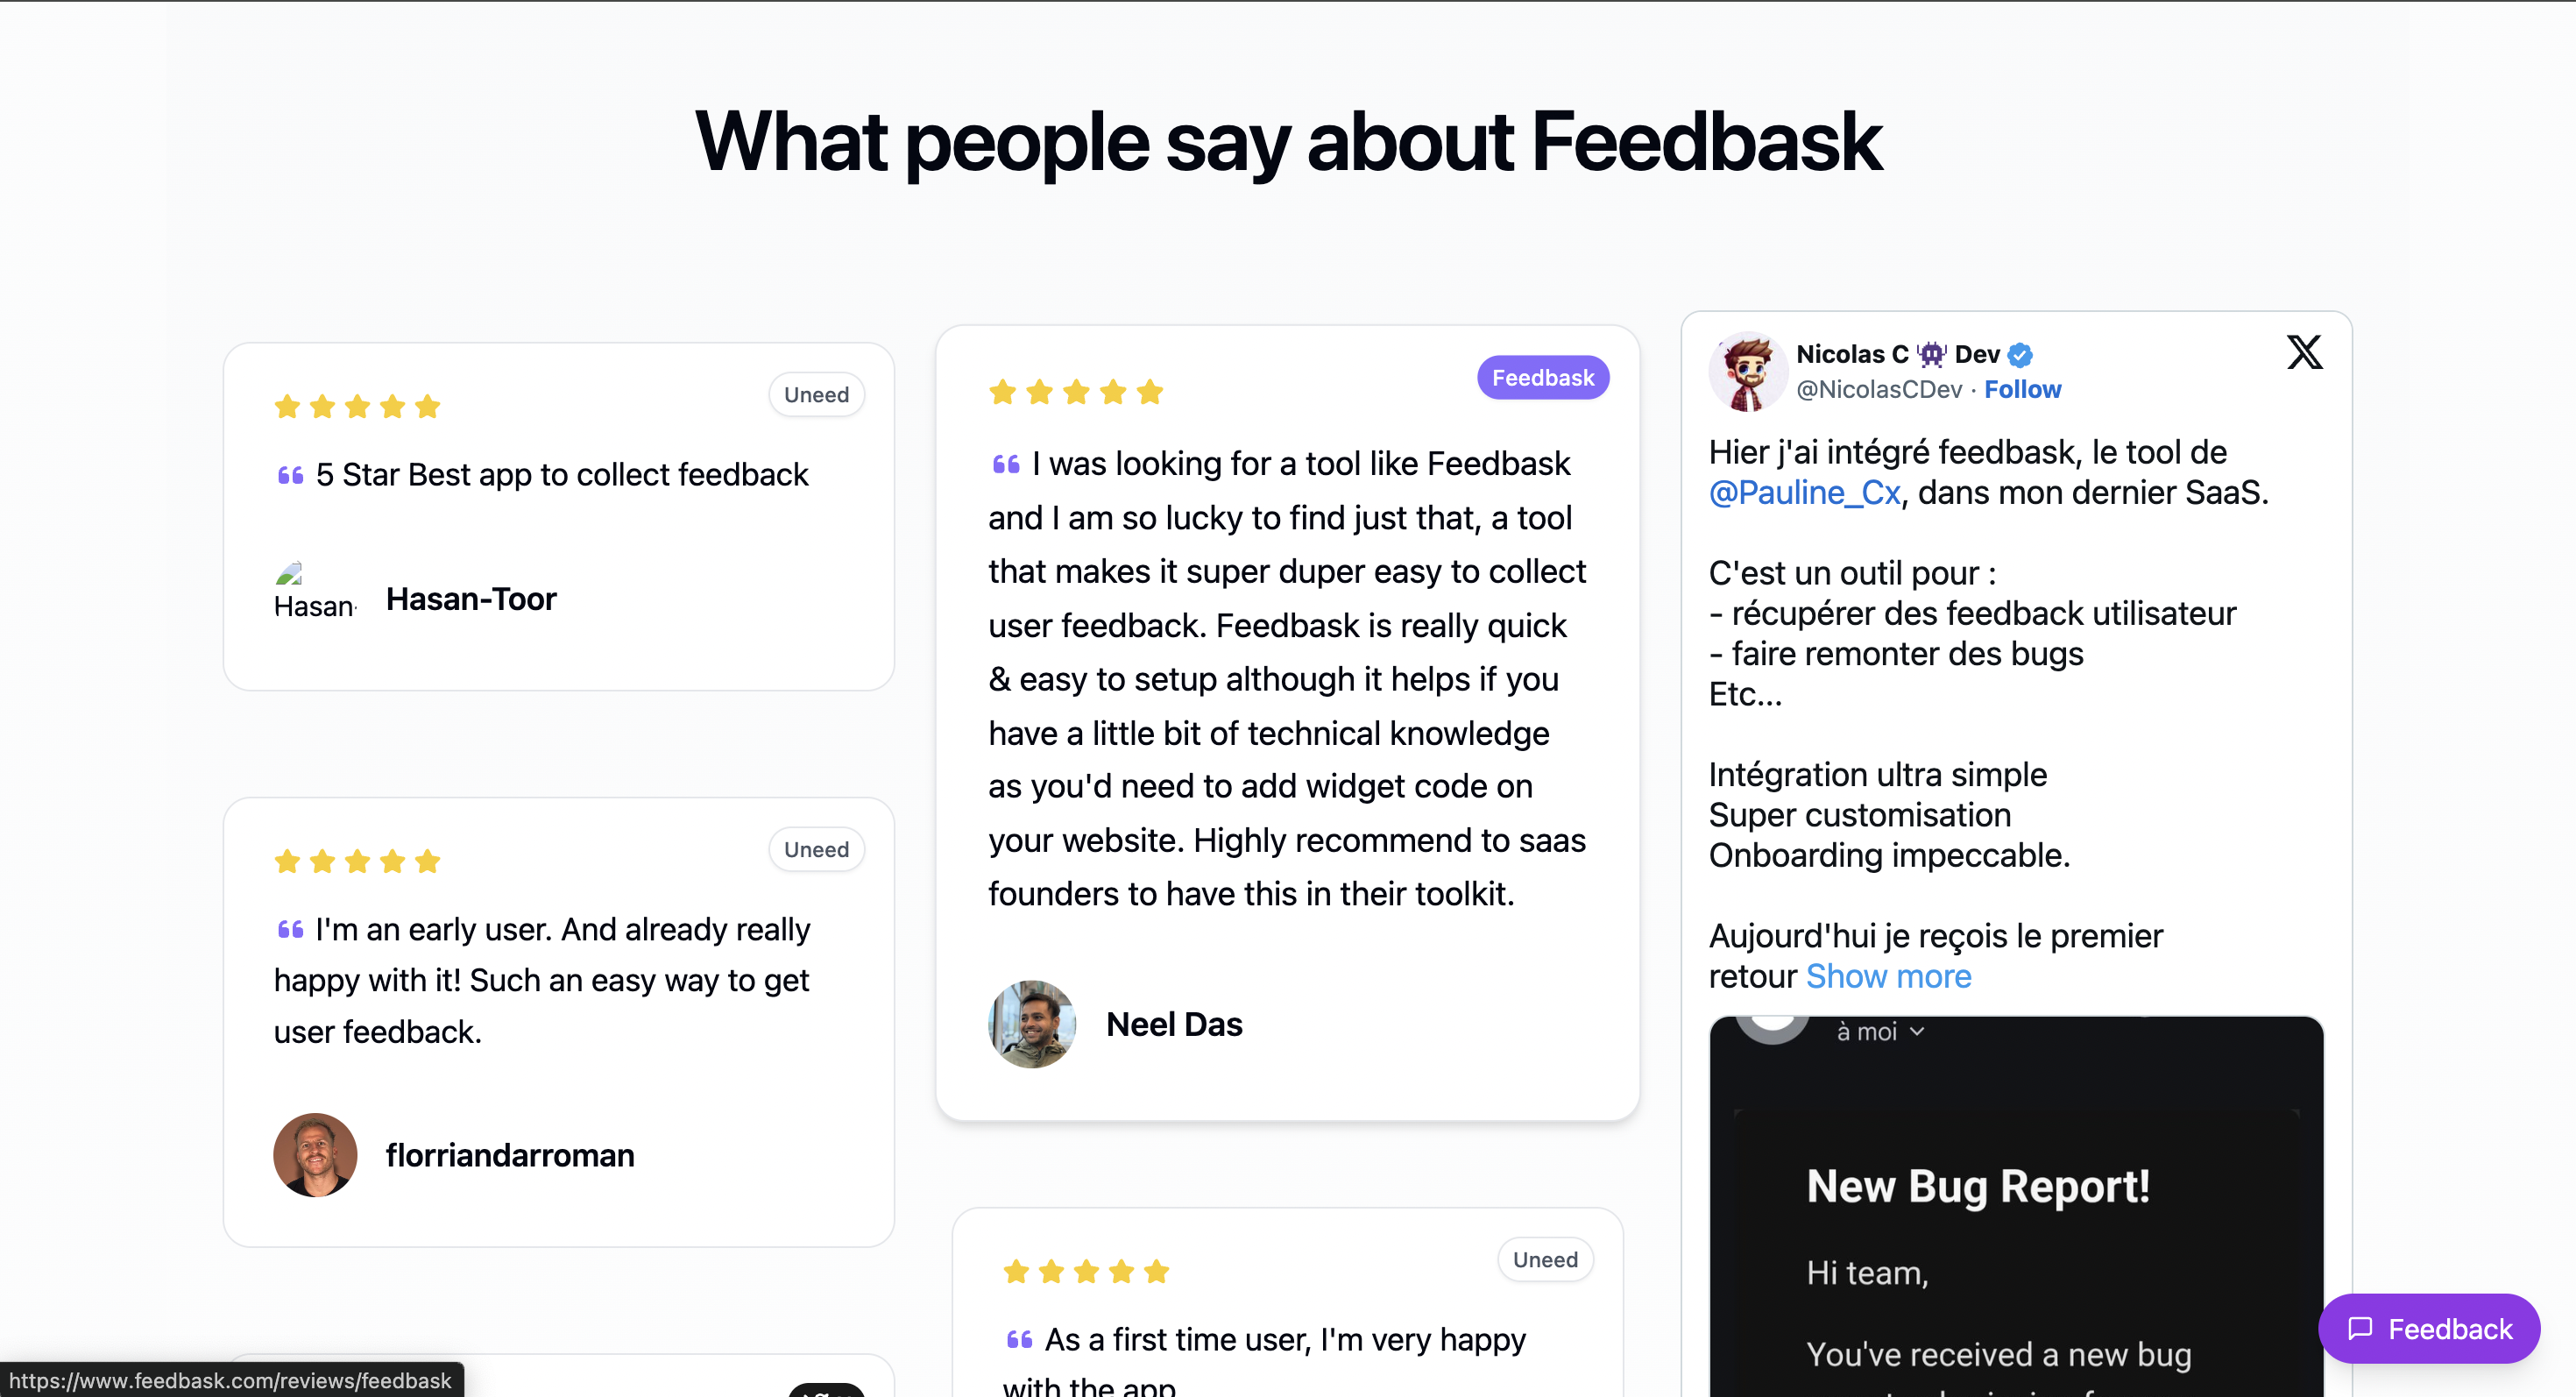 What people say about Feedbask
Uneed
5 Star Best app to collect feedback
Hasan-
Hasan-Toor
Uneed
I'm an early user. And already really
happy with it! Such an easy way to get
user feedback.
florriandarroman
Feedbask
I was looking for a tool like Feedbask
and I am so lucky to find just that, a tool
that makes it super duper easy to collect
user feedback. Feedbask is really quick
& easy to setup although it helps if you
have a little bit of technical knowledge
as you'd need to add widget code on
your website. Highly recommend to saas
founders to have this in their toolkit.
Neel Das
Uneed
As a first time user, I'm very happy
with the app
Nicolas C 👾 Dev
@NicolasCDev · Follow
Hier j'ai intégré feedbask, le tool de
@Pauline_Cx, dans mon dernier SaaS.
C'est un outil pour :
- récupérer des feedback utilisateur
- faire remonter des bugs
Etc...
Intégration ultra simple
Super customisation
Onboarding impeccable.
Aujourd'hui je reçois le premier
retour Show more
à moi
New Bug Report!
Hi team,
You've received a new bug
Feedback
https://www.feedbask.com/reviews/feedbask